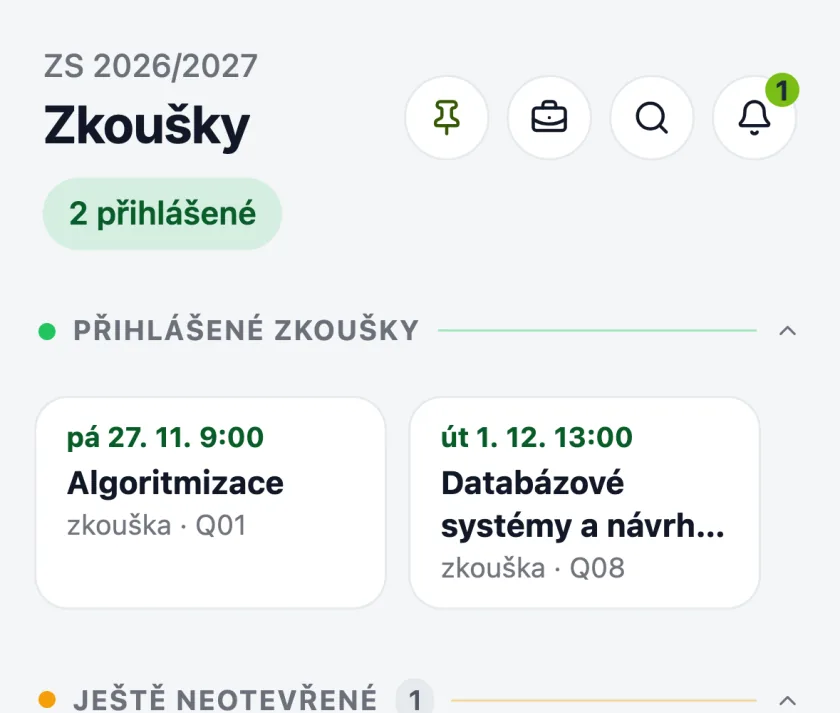 ZS 2026/2027
Zkoušky
1
2 přihlášené
PŘIHLÁŠENÉ ZKOUŠKY
pá 27. 11. 9:00
Algoritmizace
zkouška · Q01
út 1. 12. 13:00
Databázové
systémy a návrh...
zkouška · Q08
JEŠTĚ NEOTEVŘENÉ 1